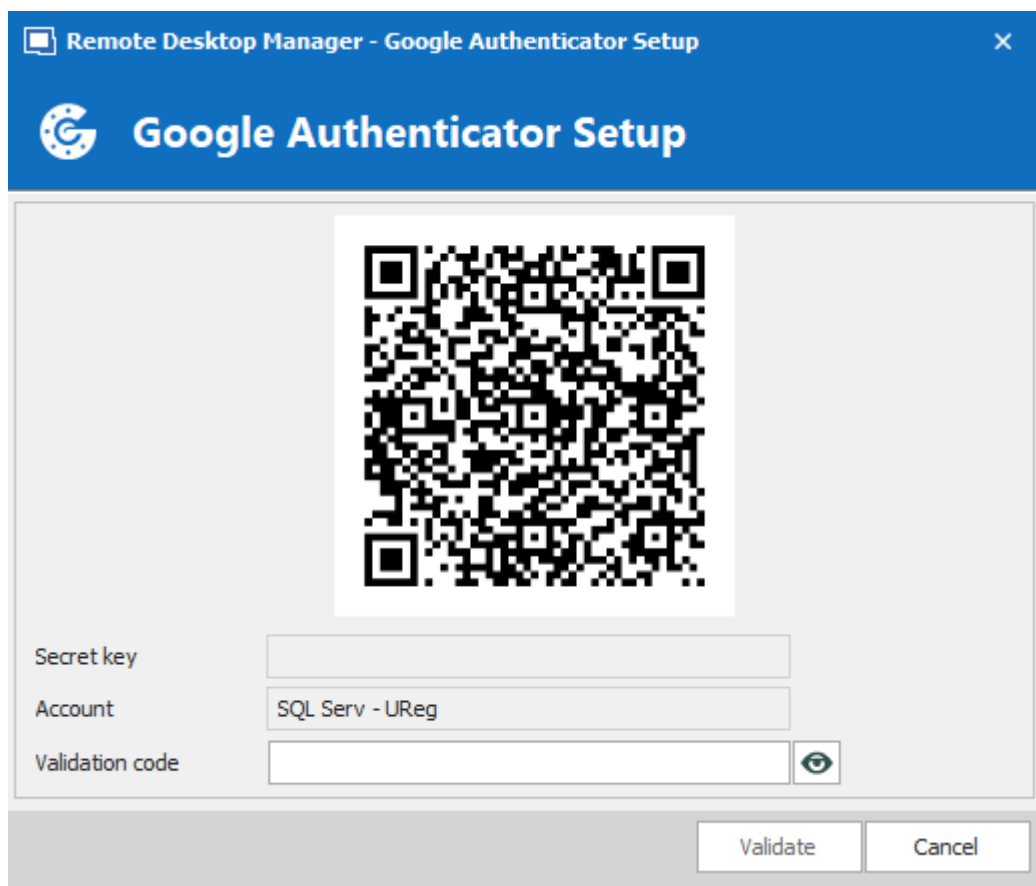 Remote Desktop Manager - Google Authenticator Setup
Google Authenticator Setup
Secret key
Account SQL Serv - UReg
Validation code
Validate Cancel